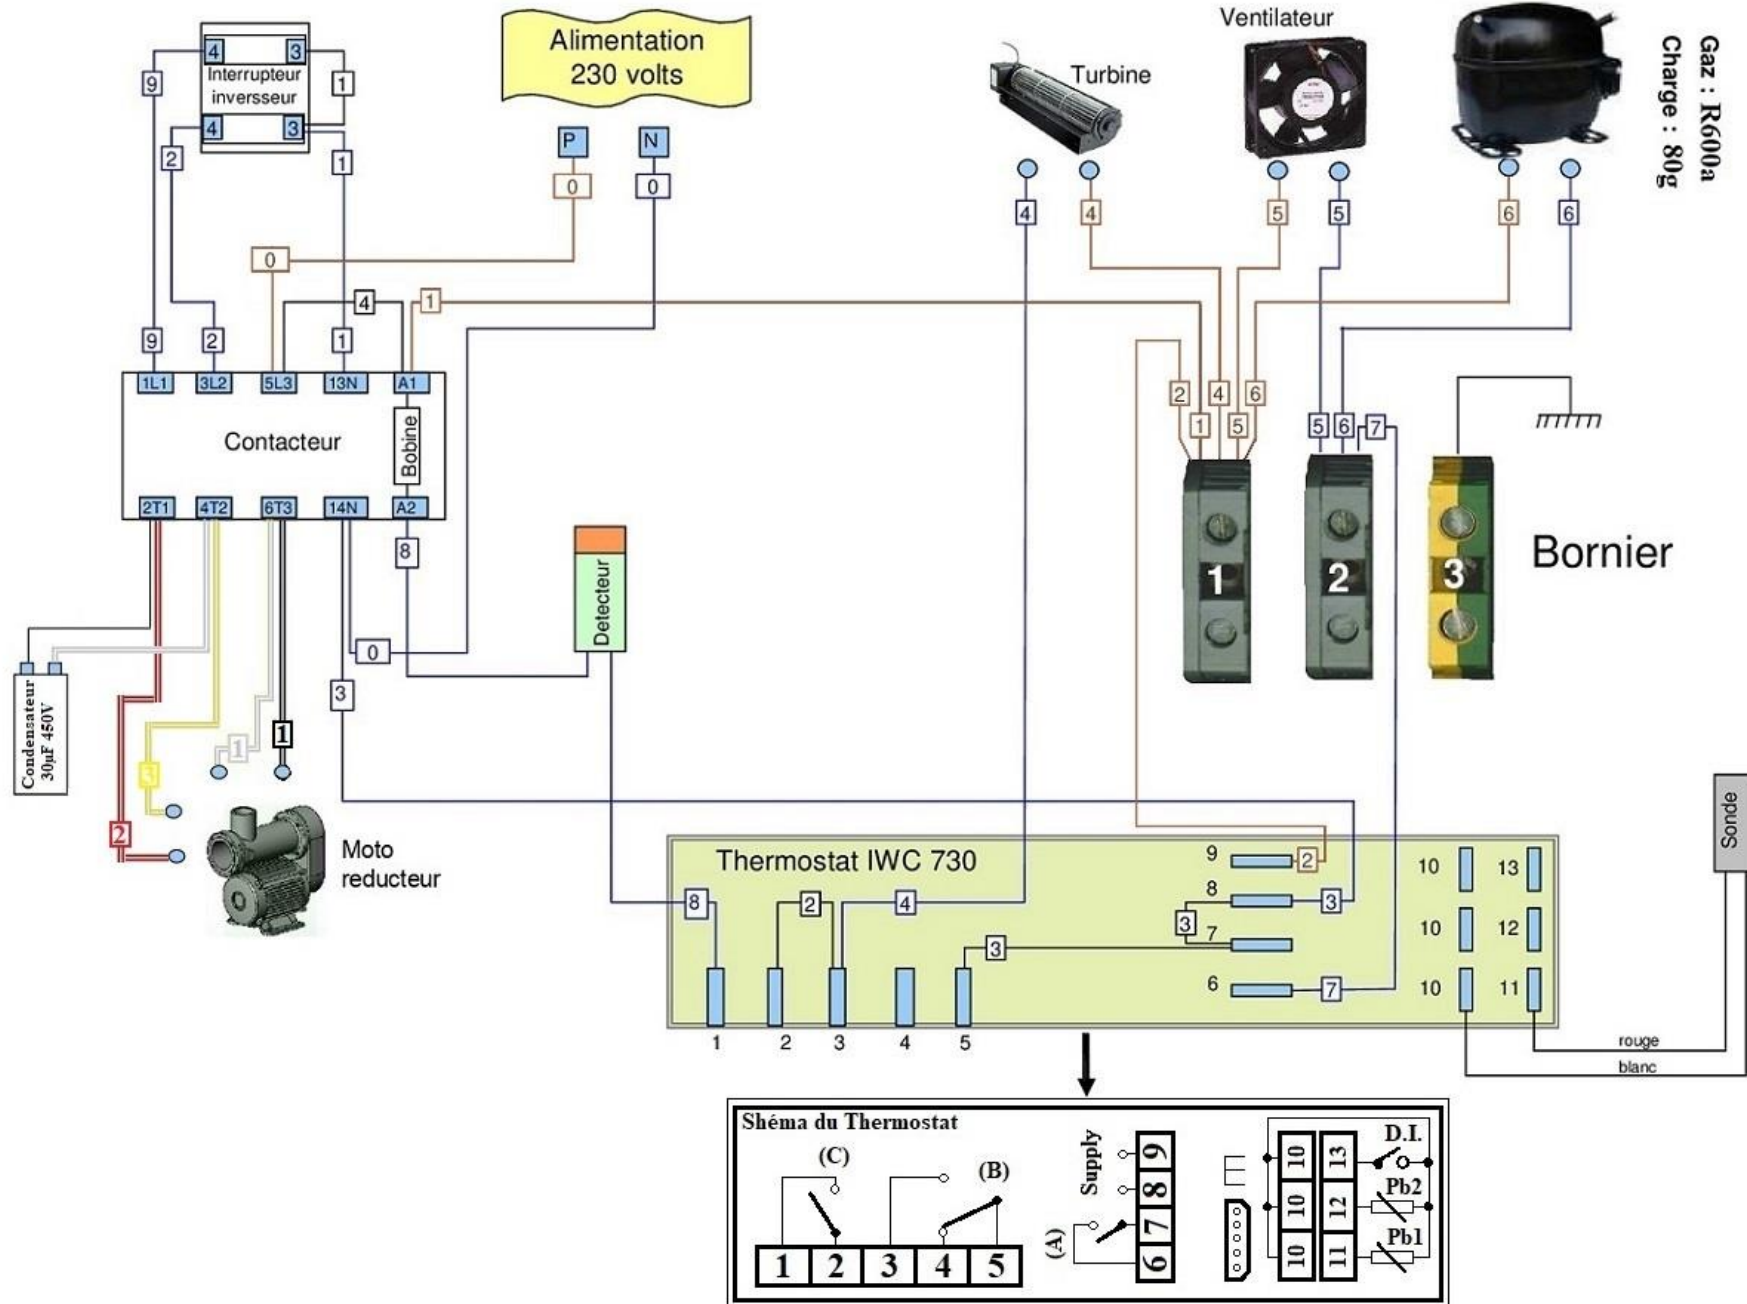 4 3
Interrupteur
inversseur
4 3
9
1
2
1
Alimentation
230 volts
P N
0 0
0
4
1
9 2 1
1L1 3L2 5L3 13N A1
Contacteur
Bobine
2T1 4T2 6T3 14N A2
8
0
3
Condensateur
30µF 450V
1
1
3
2
Moto
reducteur
Detecteur
Turbine
Ventilateur
Gaz : R600a
Charge : 80g
4 4 5 5 6 6
2 4 6
1 5
5 6 7
1 2 3
Bornier
Sonde
Thermostat IWC 730
8 2 4 3
1 2 3 4 5
9 2
8 3
3
7
6 7
10 13
10 12
10 11
rouge
blanc
Shéma du Thermostat
(C)
(B)
1 2 3 4 5
Supply
(A)
9
8
7
6
10 13 D.I.
10 12 Pb2
10 11 Pb1